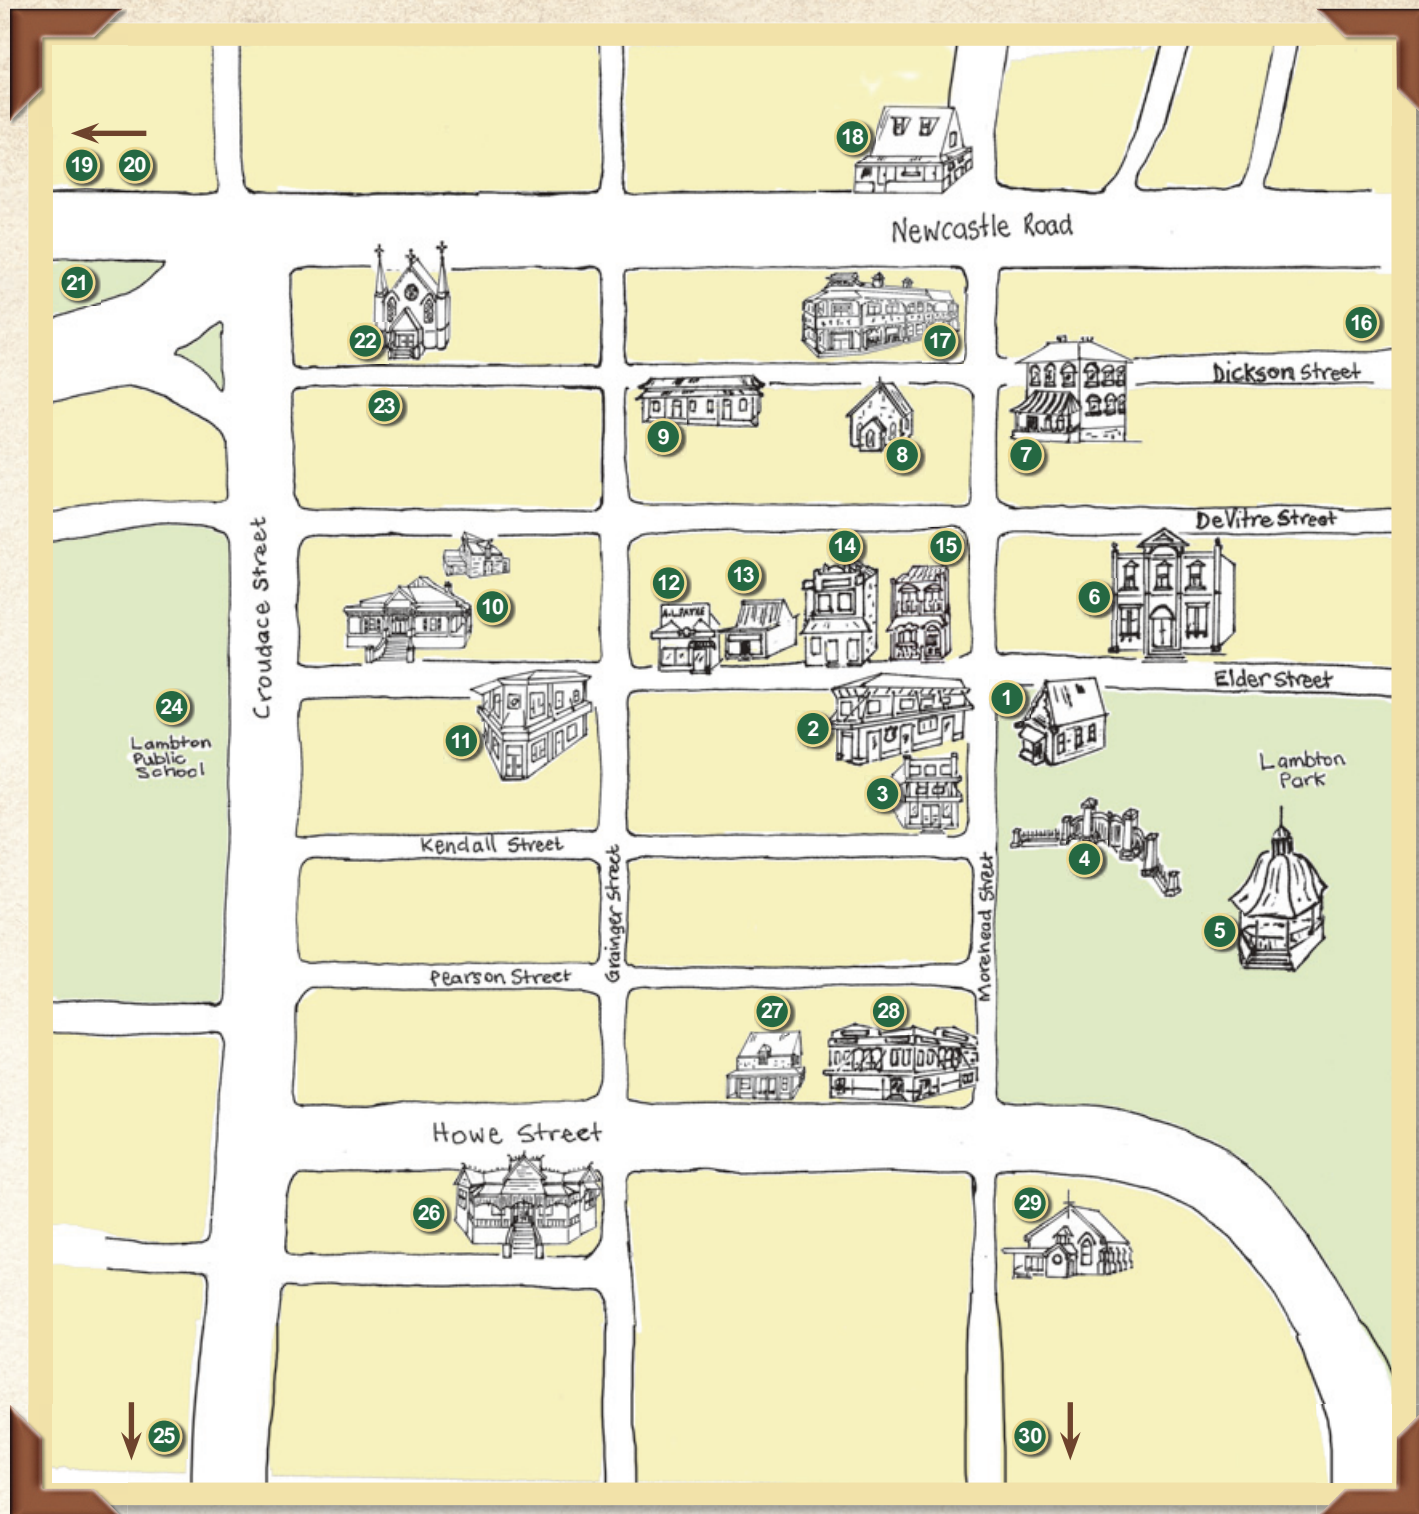 18
19
20
Newcastle Road
21
22
17
16
Dickson Street
23
9
8
7
DeVitre Street
Croudace Street
10
12
A.L. PAYNE
13
14
15
6
Elder Street
24
Lambton
Public
School
11
2
1
3
Lambton
Park
4
5
Kendall Street
Grainger Street
Morehead Street
Pearson Street
27
28
Howe Street
26
29
25
30